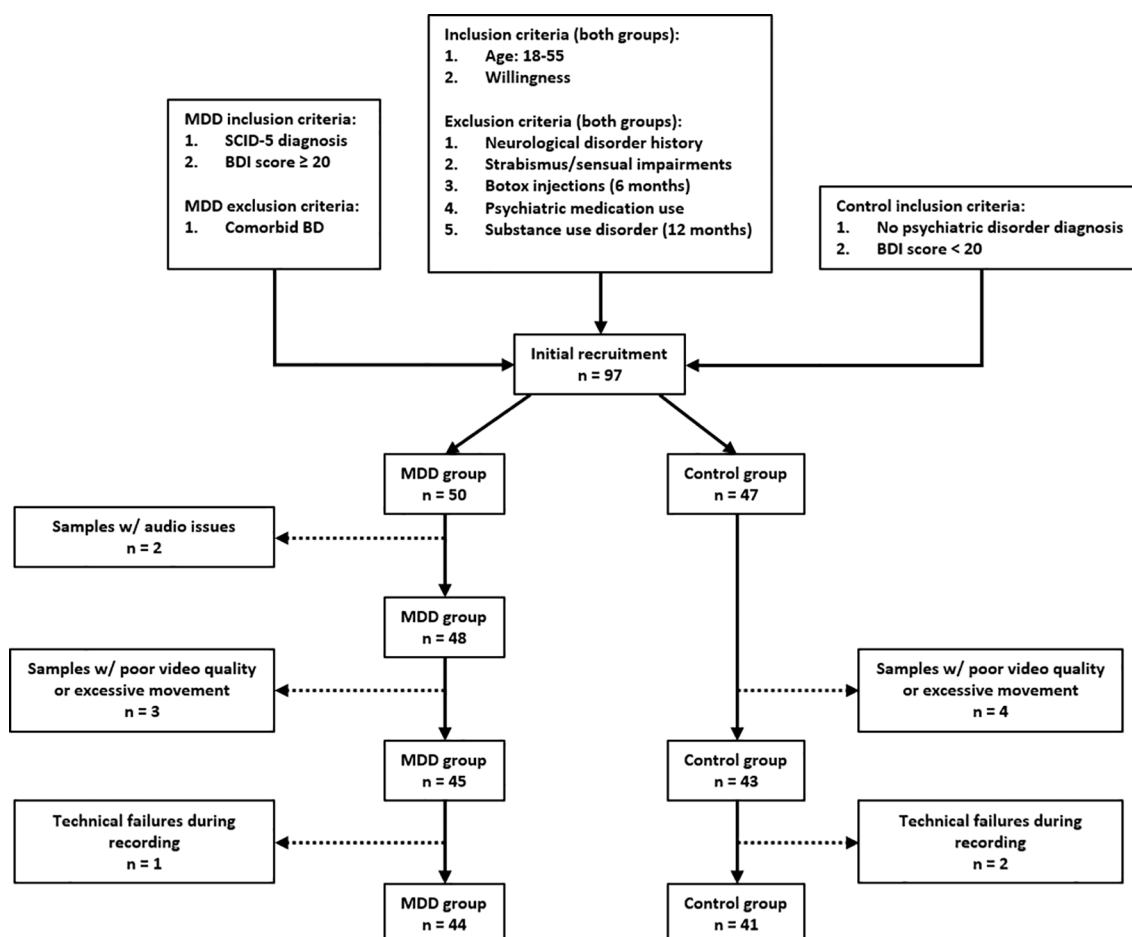 Inclusion criteria (both groups):
1. Age: 18-55
2. Willingness
Exclusion criteria (both groups):
1. Neurological disorder history
2. Strabismus/sensual impairments
3. Botox injections (6 months)
4. Psychiatric medication use
5. Substance use disorder (12 months)
MDD inclusion criteria:
1. SCID-5 diagnosis
2. BDI score ≥ 20
MDD exclusion criteria:
1. Comorbid BD
Control inclusion criteria:
1. No psychiatric disorder diagnosis
2. BDI score < 20
Initial recruitment
n = 97
MDD group
n = 50
Control group
n = 47
Samples w/ audio issues
n = 2
MDD group
n = 48
Samples w/ poor video quality
or excessive movement
n = 3
Samples w/ poor video quality
or excessive movement
n = 4
MDD group
n = 45
Control group
n = 43
Technical failures during
recording
n = 1
Technical failures during
recording
n = 2
MDD group
n = 44
Control group
n = 41